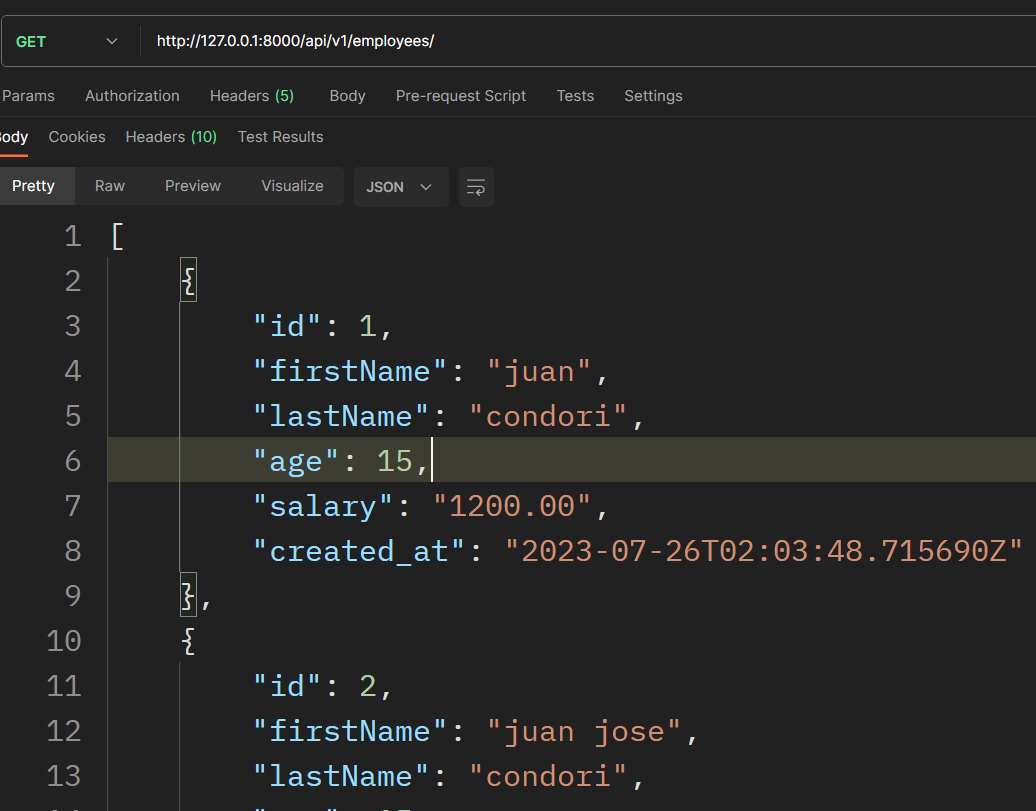 GET http://127.0.0.1:8000/api/v1/employees/
Params Authorization Headers (5) Body Pre-request Script Tests Settings
ody Cookies Headers (10) Test Results
Pretty Raw Preview Visualize JSON
1 [
2 {
3 "id": 1,
4 "firstName": "juan",
5 "lastName": "condori",
6 "age": 15,
7 "salary": "1200.00",
8 "created_at": "2023-07-26T02:03:48.715690Z"
9 },
10 {
11 "id": 2,
12 "firstName": "juan jose",
13 "lastName": "condori",